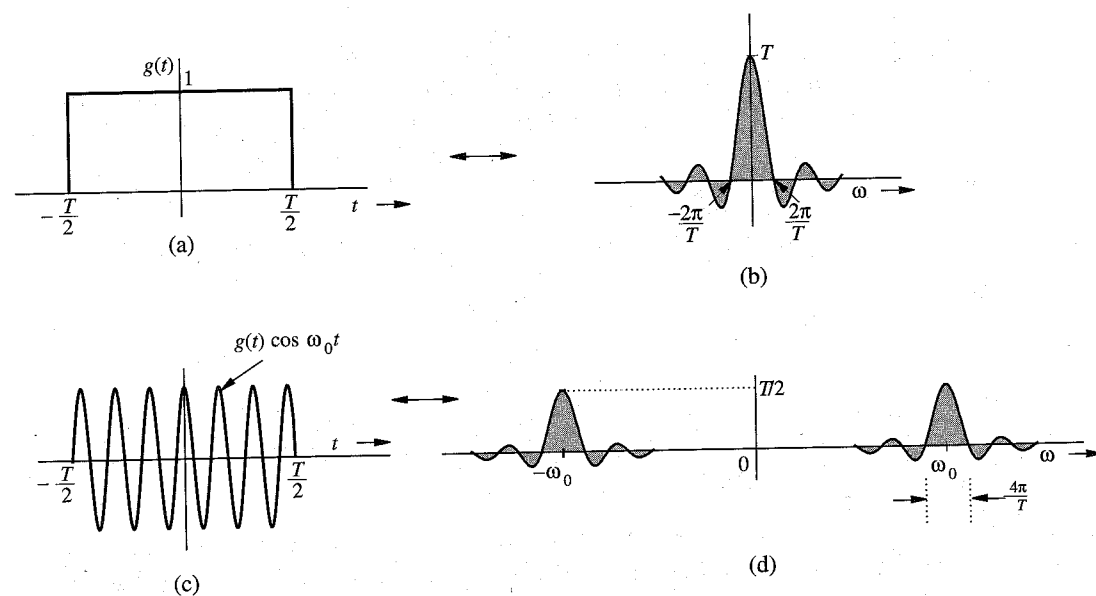 g(t)
1
-T/2
T/2
t
(a)
T
-2π/T
2π/T
ω
(b)
g(t) cos ω₀t
t
-T/2
T/2
(c)
T/2
-ω₀
0
ω₀
ω
4π/T
(d)